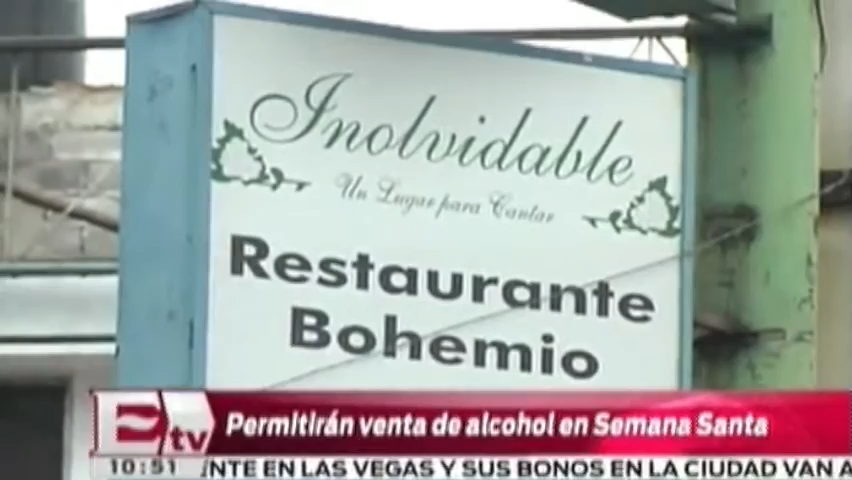 Inolvidable
Un Lugar para Cantar
Restaurante
Bohemio
tv
Permitirán venta de alcohol en Semana Santa
10:51 NTE EN LAS VEGAS Y SUS BONOS EN LA CIUDAD VAN A